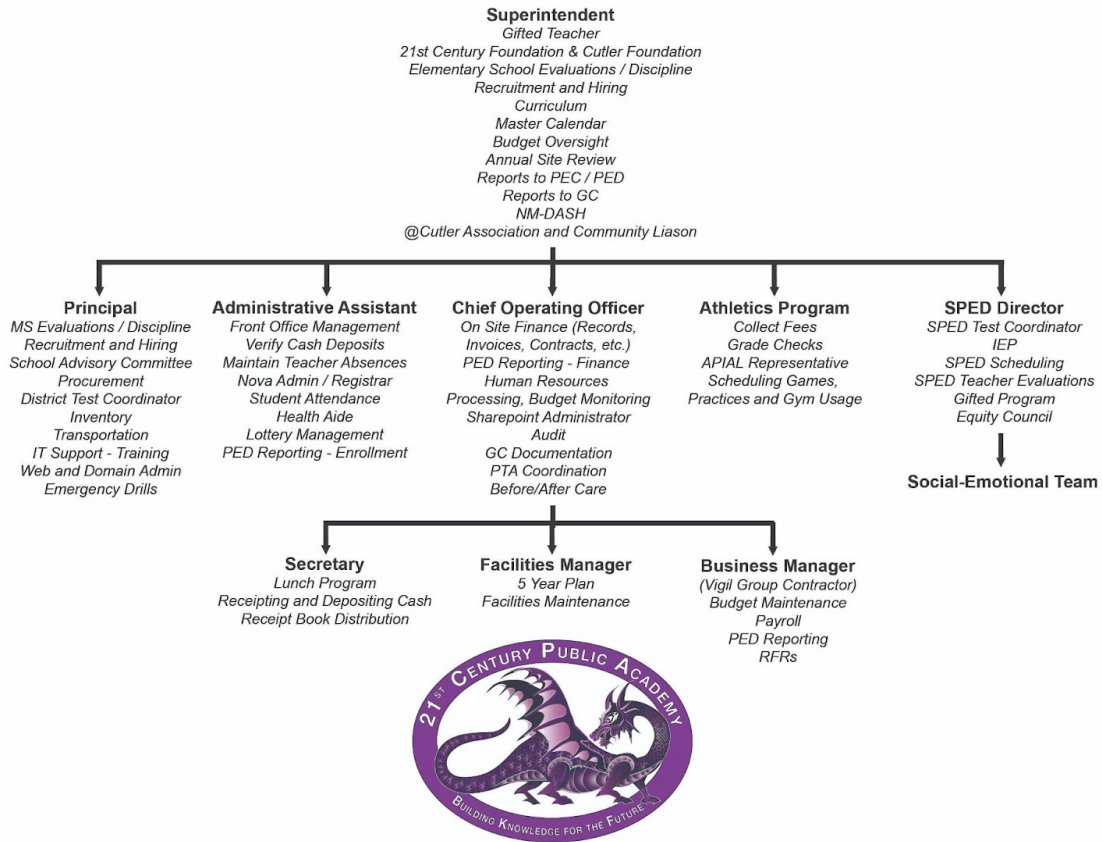 Superintendent
Gifted Teacher
21st Century Foundation & Cutler Foundation
Elementary School Evaluations / Discipline
Recruitment and Hiring
Curriculum
Master Calendar
Budget Oversight
Annual Site Review
Reports to PEC / PED
Reports to GC
NM-DASH
@Cutler Association and Community Liason
Principal
MS Evaluations / Discipline
Recruitment and Hiring
School Advisory Committee
Procurement
District Test Coordinator
Inventory
Transportation
IT Support - Training
Web and Domain Admin
Emergency Drills
Administrative Assistant
Front Office Management
Verify Cash Deposits
Maintain Teacher Absences
Nova Admin / Registrar
Student Attendance
Health Aide
Lottery Management
PED Reporting - Enrollment
Chief Operating Officer
On Site Finance (Records,
Invoices, Contracts, etc.)
PED Reporting - Finance
Human Resources
Processing, Budget Monitoring
Sharepoint Administrator
Audit
GC Documentation
PTA Coordination
Before/After Care
Athletics Program
Collect Fees
Grade Checks
APIAL Representative
Scheduling Games,
Practices and Gym Usage
SPED Director
SPED Test Coordinator
IEP
SPED Scheduling
SPED Teacher Evaluations
Gifted Program
Equity Council
Social-Emotional Team
Secretary
Lunch Program
Receipting and Depositing Cash
Receipt Book Distribution
Facilities Manager
5 Year Plan
Facilities Maintenance
Business Manager
(Vigil Group Contractor)
Budget Maintenance
Payroll
PED Reporting
RFRs
21ST CENTURY PUBLIC ACADEMY
BUILDING KNOWLEDGE FOR THE FUTURE